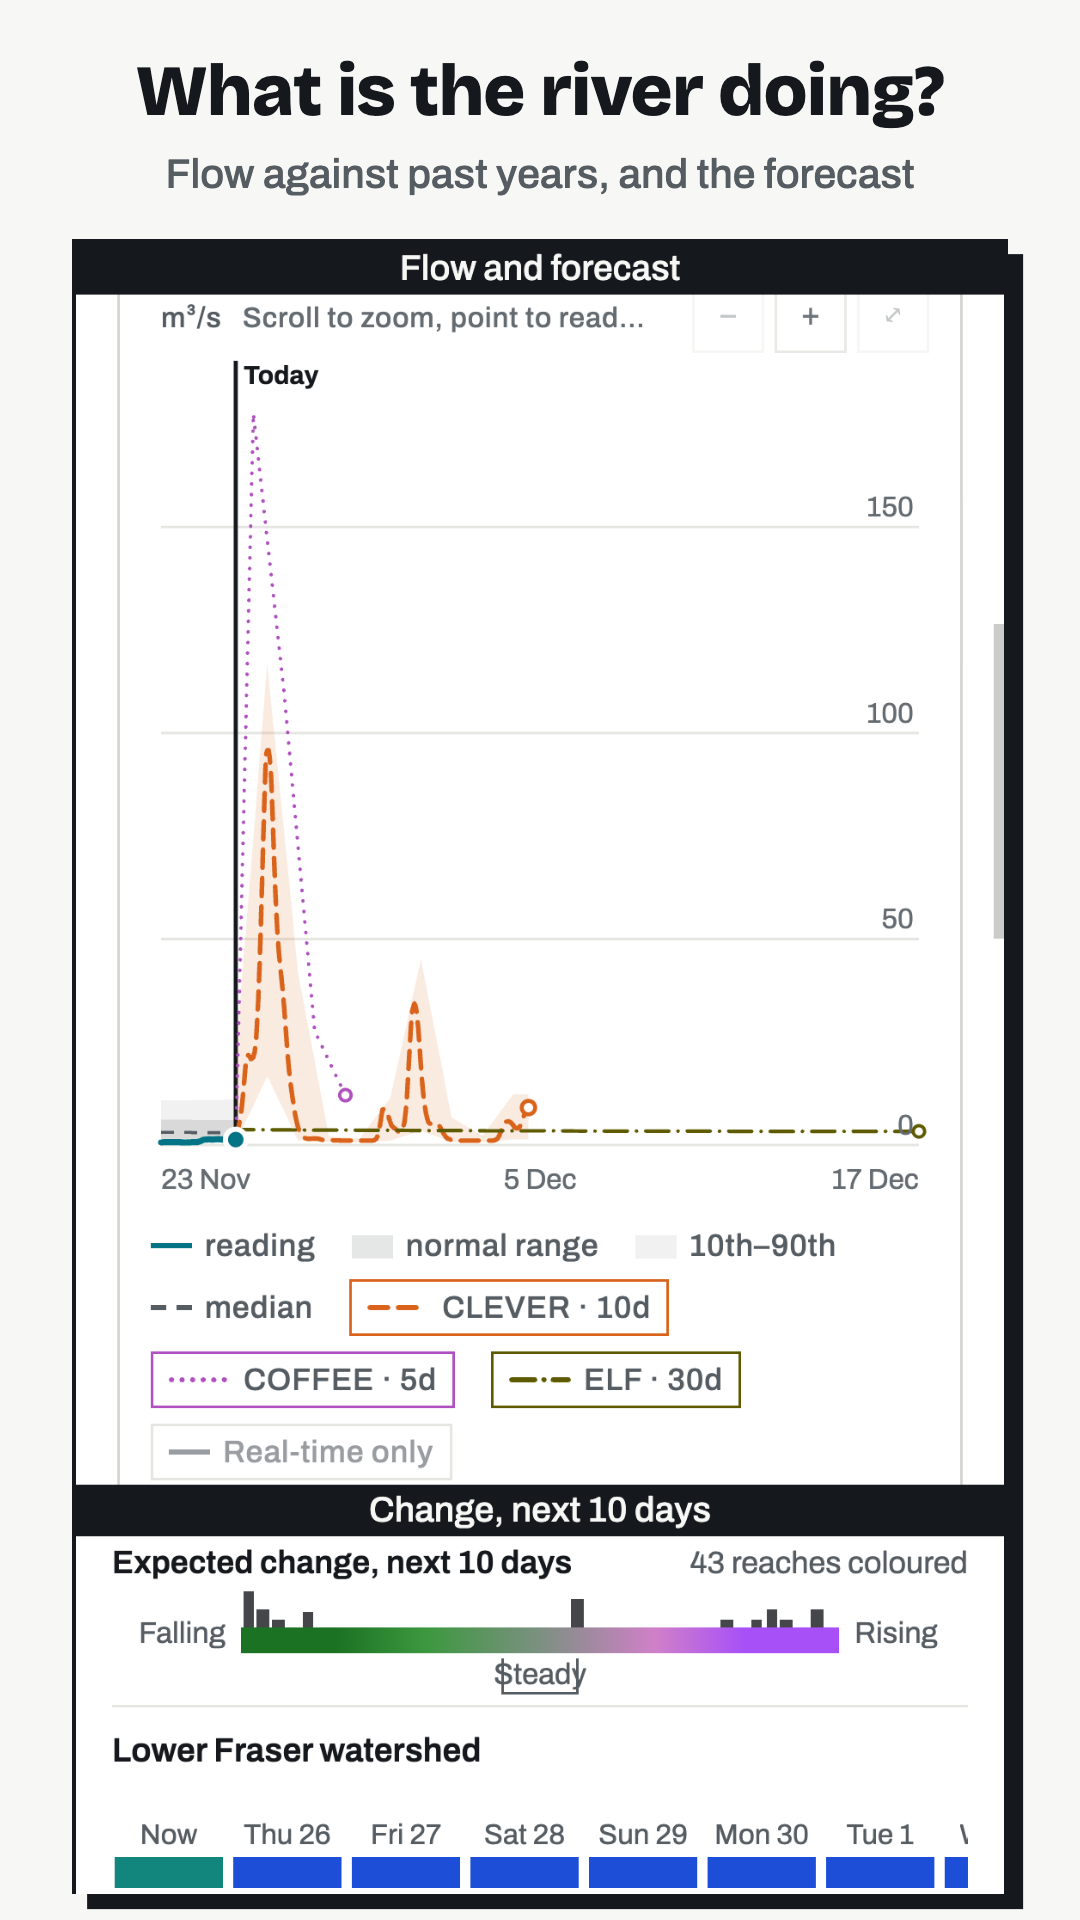 What is the river doing?
Flow against past years, and the forecast
Flow and forecast
m³/s Scroll to zoom, point to read... − + ⤢
Today
150
100
50
0
23 Nov 5 Dec 17 Dec
reading normal range 10th–90th
median CLEVER · 10d
COFFEE · 5d ELF · 30d
Real-time only
Change, next 10 days
Expected change, next 10 days 43 reaches coloured
Falling Rising
Steady
Lower Fraser watershed
Now Thu 26 Fri 27 Sat 28 Sun 29 Mon 30 Tue 1